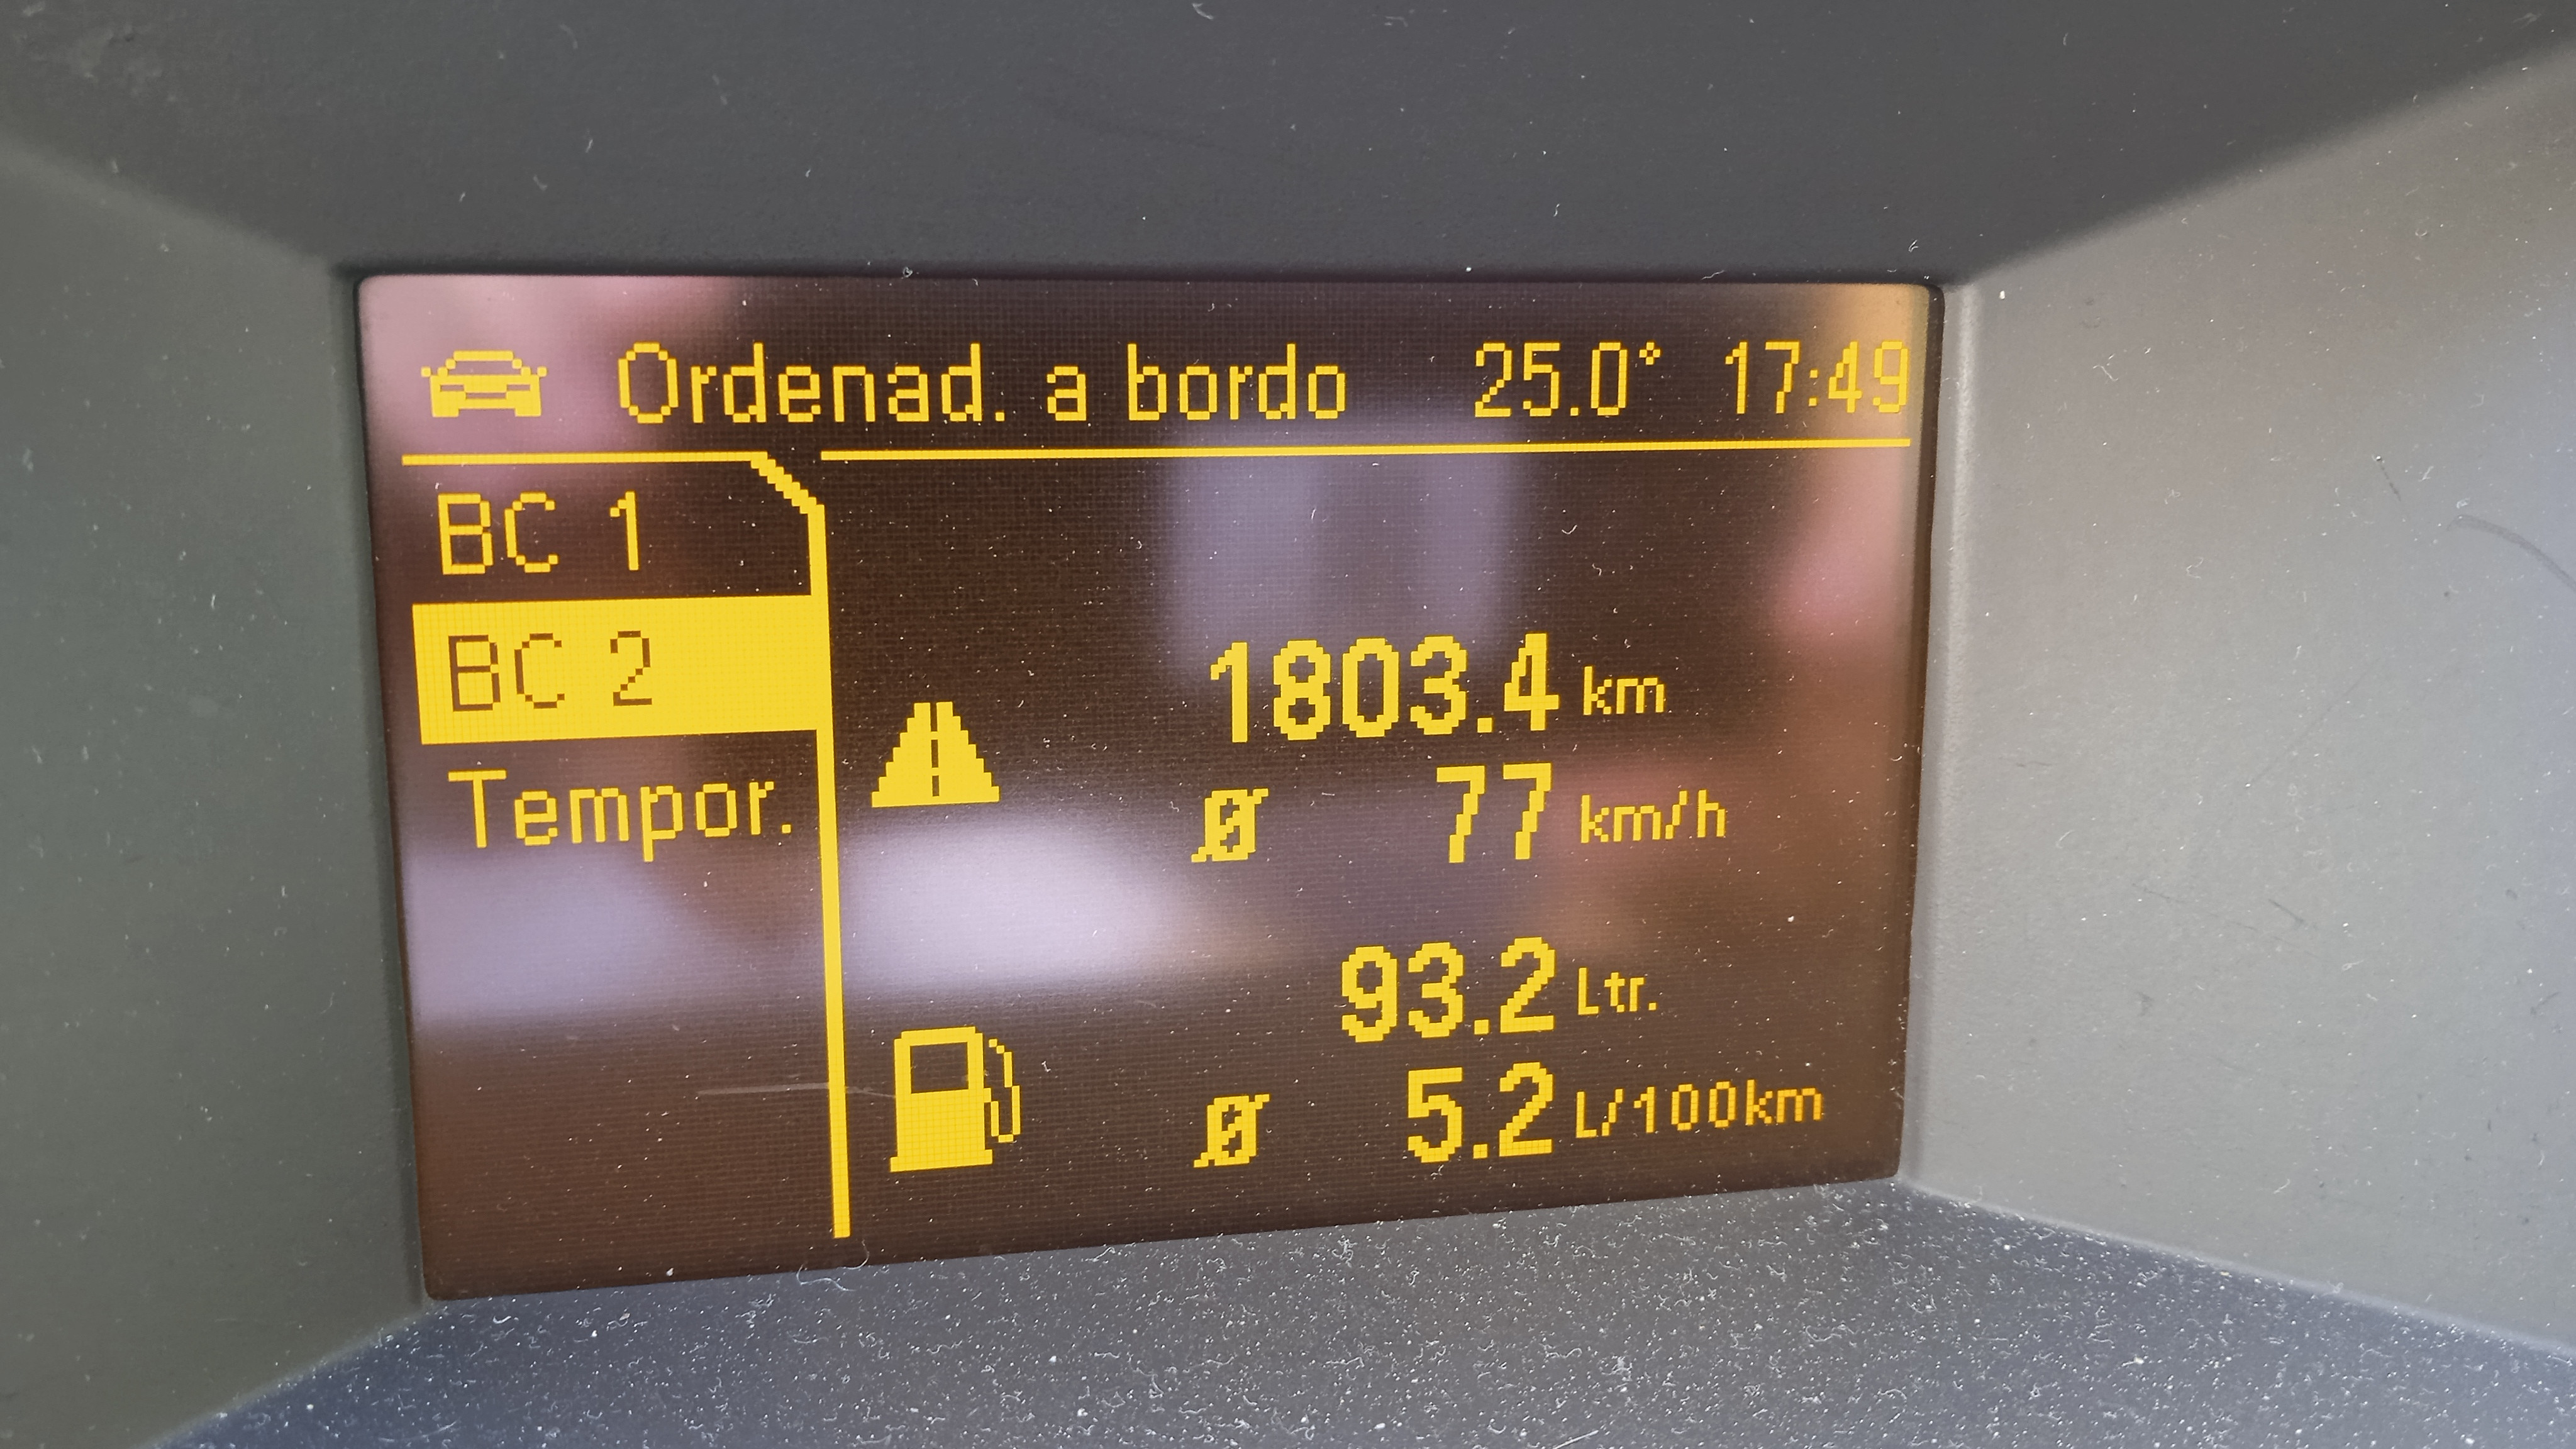 Ordenad. a bordo 25.0° 17:49
BC 1
BC 2
Tempor.
1803.4 km
Ø 77 km/h
93.2 Ltr.
Ø 5.2 L/100km